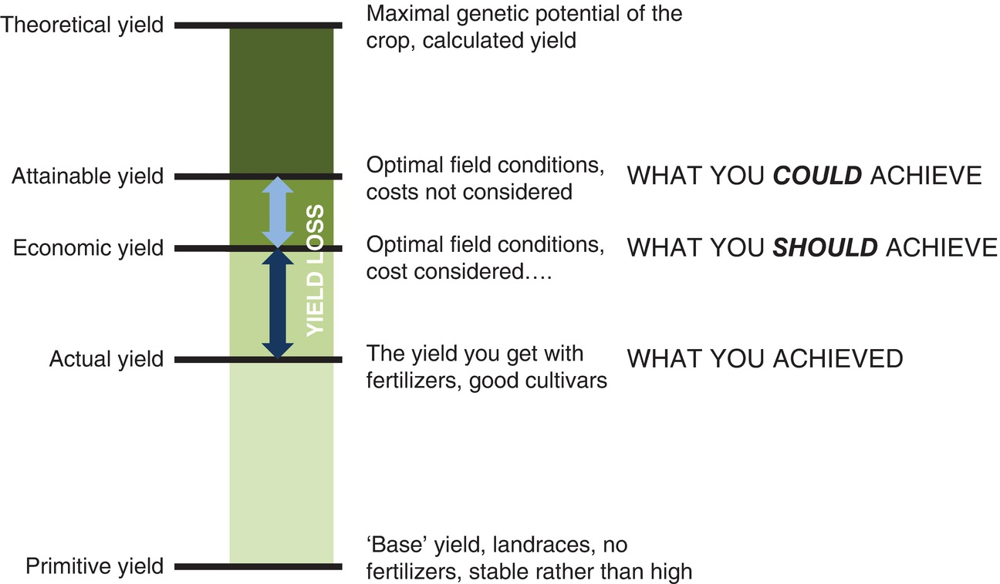 Theoretical yield
Maximal genetic potential of the
crop, calculated yield
Attainable yield
Optimal field conditions,
costs not considered
WHAT YOU COULD ACHIEVE
YIELD LOSS
Economic yield
Optimal field conditions,
cost considered….
WHAT YOU SHOULD ACHIEVE
Actual yield
The yield you get with
fertilizers, good cultivars
WHAT YOU ACHIEVED
Primitive yield
‘Base’ yield, landraces, no
fertilizers, stable rather than high